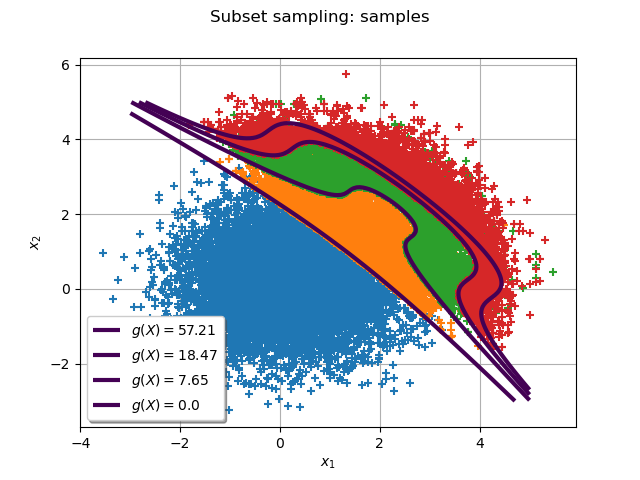 Subset sampling: samples
6
4
2
0
−2
x2
g(X) = 57.21
g(X) = 18.47
g(X) = 7.65
g(X) = 0.0
−4 −2 0 2 4
x1